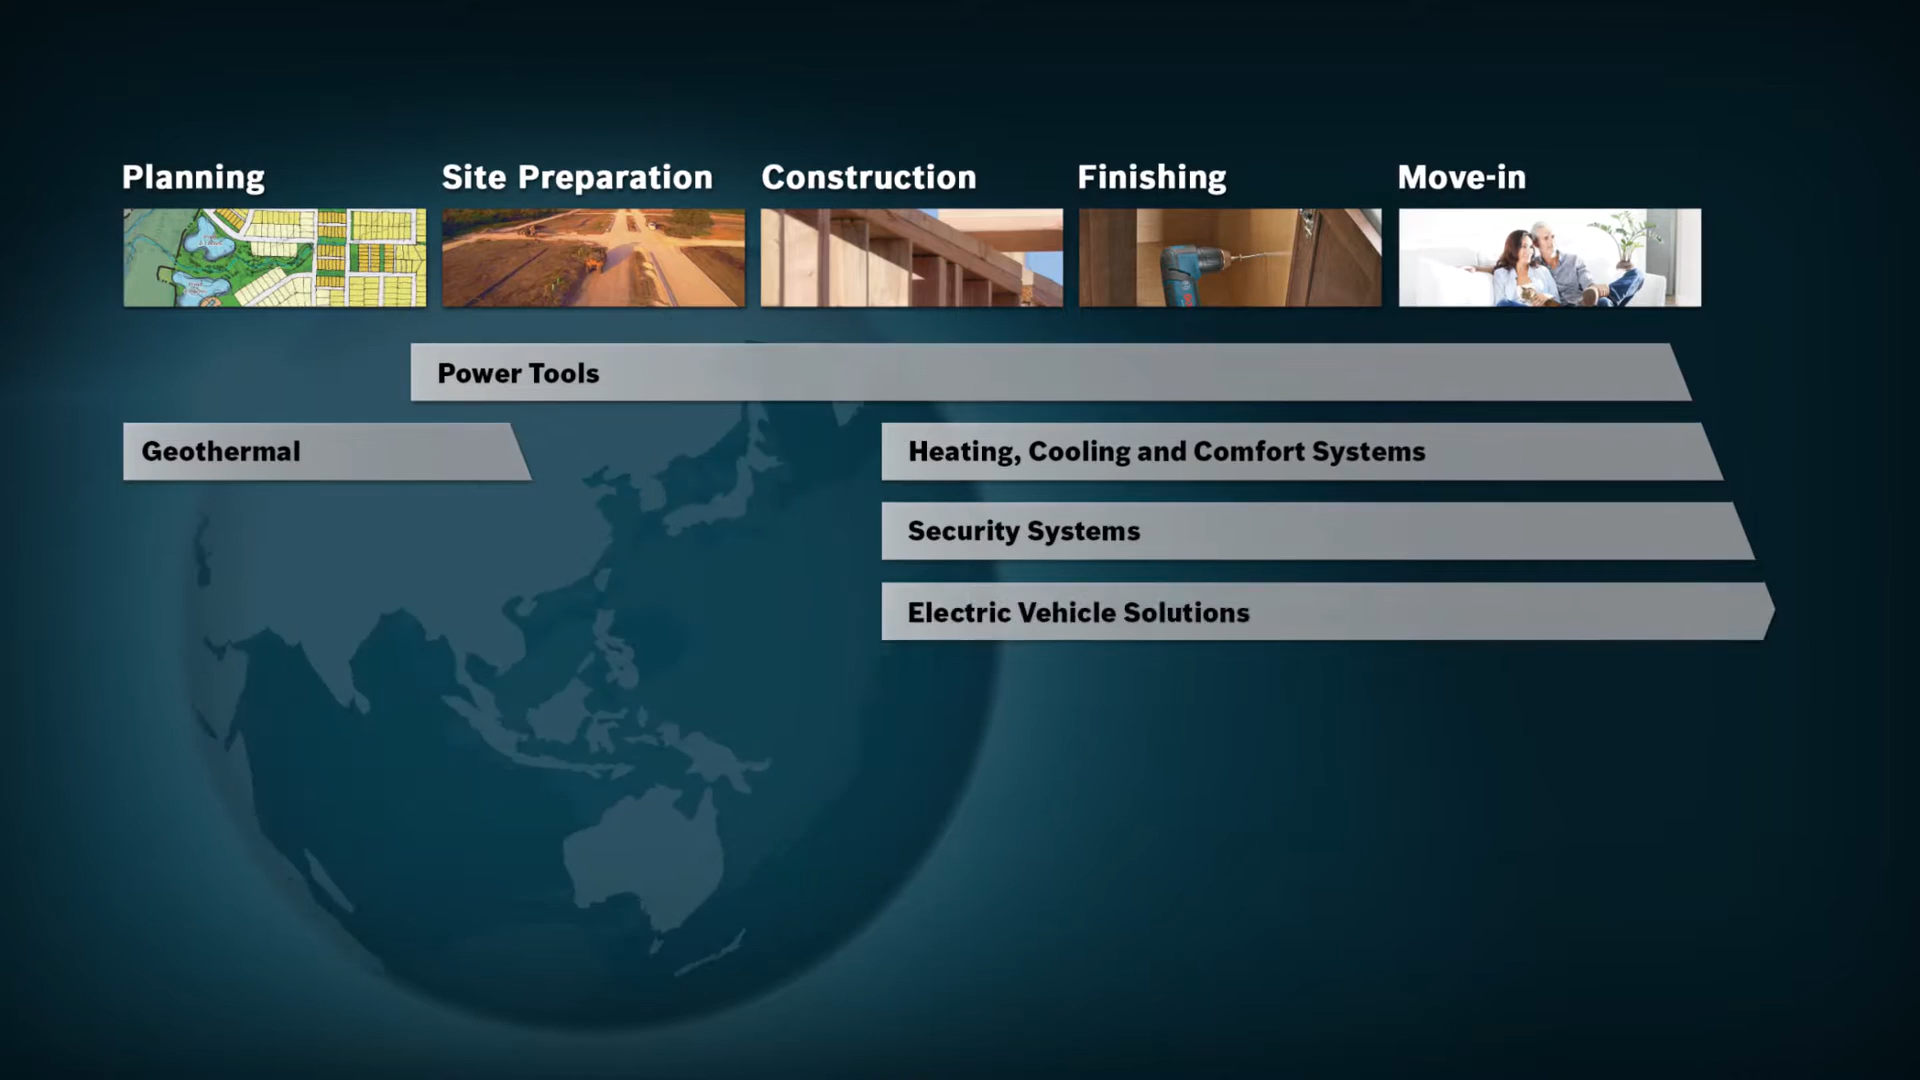 Planning
Site Preparation
Construction
Finishing
Move-in
Power Tools
Geothermal
Heating, Cooling and Comfort Systems
Security Systems
Electric Vehicle Solutions